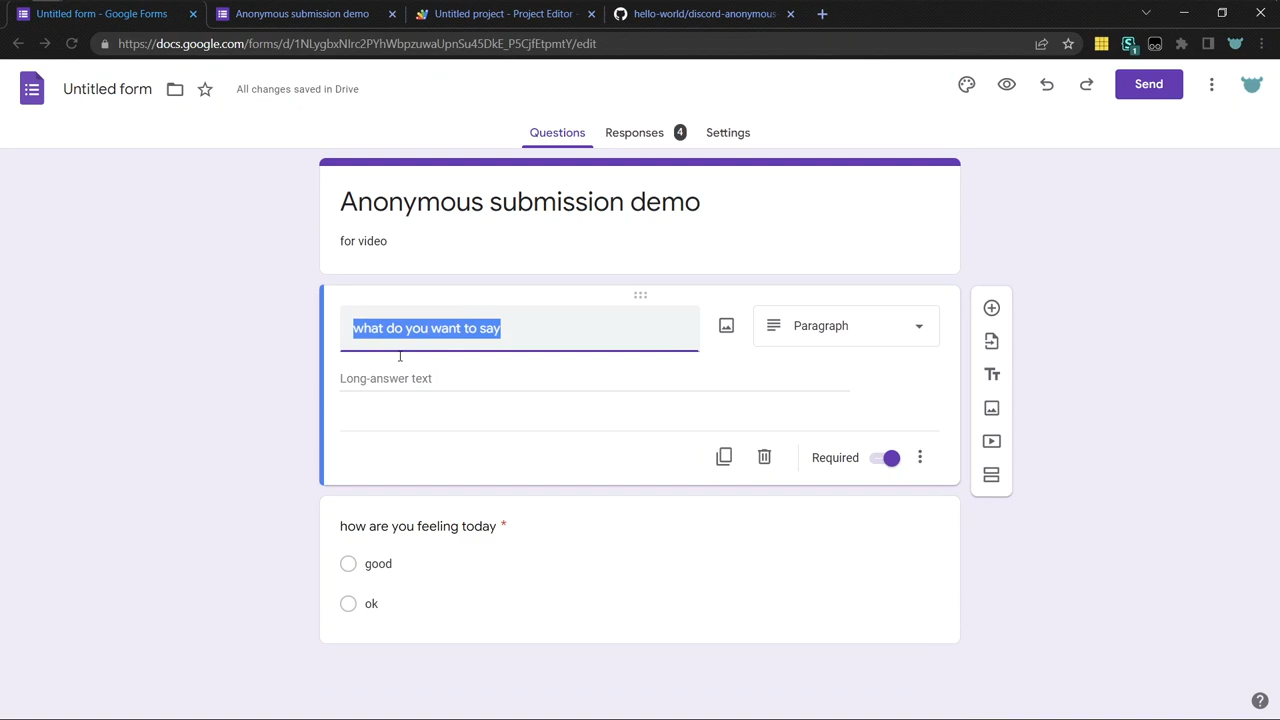 Untitled form - Google Forms
Anonymous submission demo
Untitled project - Project Editor -
hello-world/discord-anonymous-
https://docs.google.com/forms/d/1NLygbxNIrc2PYhWbpzuwaUpnSu45DkE_P5CjfEtpmtY/edit
1
Untitled form
All changes saved in Drive
Send
Questions
Responses 4
Settings
Anonymous submission demo
for video
what do you want to say
Paragraph
Long-answer text
Required
how are you feeling today *
good
ok